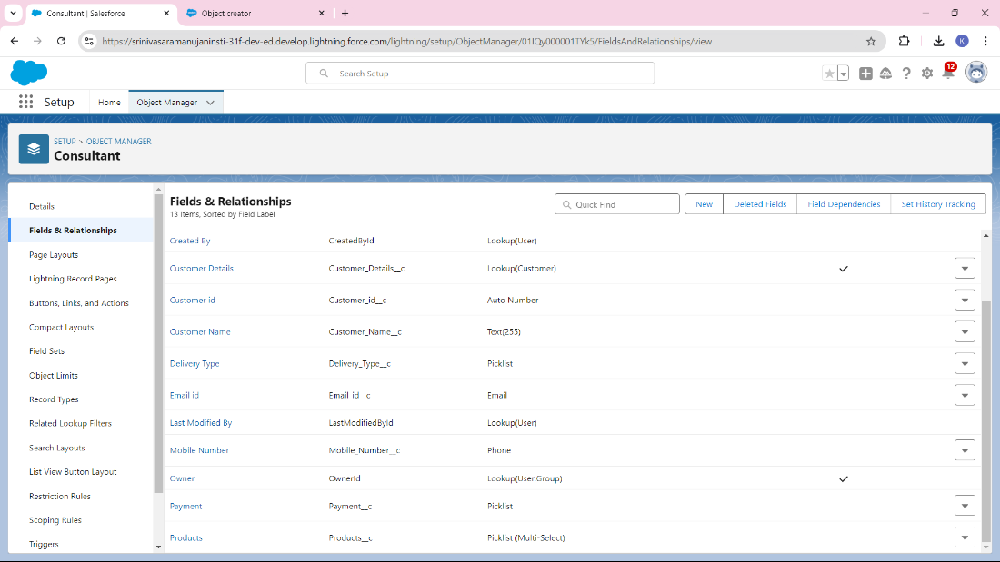 Consultant | Salesforce
Object creator
https://srinivasaramanujaninsti-31f-dev-ed.develop.lightning.force.com/lightning/setup/ObjectManager/01IQy000001TYk5/FieldsAndRelationships/view
K
Search Setup
12
Setup
Home
Object Manager
SETUP > OBJECT MANAGER
Consultant
Details
Fields & Relationships
Page Layouts
Lightning Record Pages
Buttons, Links, and Actions
Compact Layouts
Field Sets
Object Limits
Record Types
Related Lookup Filters
Search Layouts
List View Button Layout
Restriction Rules
Scoping Rules
Triggers
Fields & Relationships
13 Items, Sorted by Field Label
Quick Find
New
Deleted Fields
Field Dependencies
Set History Tracking
Created By CreatedById Lookup(User)
Customer Details Customer_Details__c Lookup(Customer)
Customer id Customer_id__c Auto Number
Customer Name Customer_Name__c Text(255)
Delivery Type Delivery_Type__c Picklist
Email id Email_id__c Email
Last Modified By LastModifiedById Lookup(User)
Mobile Number Mobile_Number__c Phone
Owner OwnerId Lookup(User,Group)
Payment Payment__c Picklist
Products Products__c Picklist (Multi-Select)